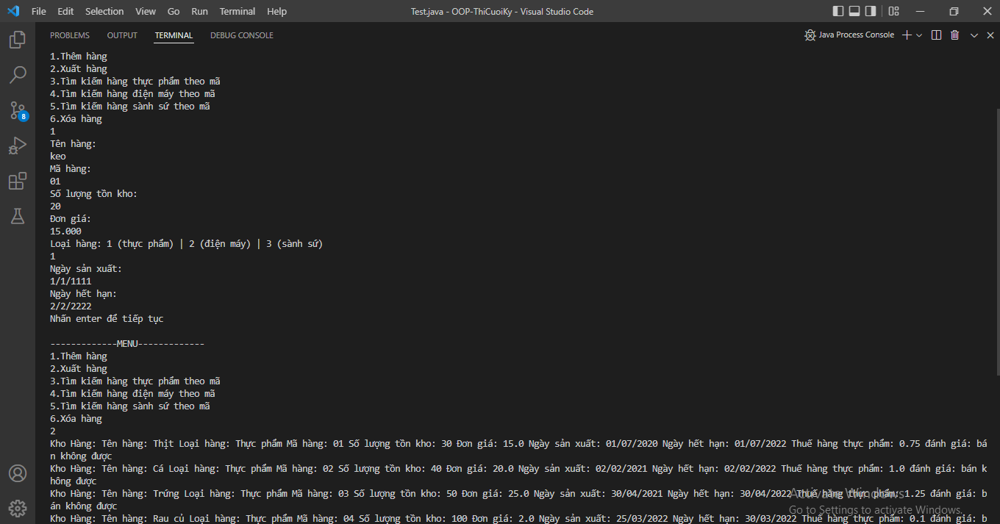 File Edit Selection View Go Run Terminal Help Test.java - OOP-ThiCuoiKy - Visual Studio Code
PROBLEMS OUTPUT TERMINAL DEBUG CONSOLE Java Process Console
8
1.Thêm hàng
2.Xuất hàng
3.Tìm kiếm hàng thực phẩm theo mã
4.Tìm kiếm hàng điện máy theo mã
5.Tìm kiếm hàng sành sứ theo mã
6.Xóa hàng
1
Tên hàng:
keo
Mã hàng:
01
Số lượng tồn kho:
20
Đơn giá:
15.000
Loại hàng: 1 (thực phẩm) | 2 (điện máy) | 3 (sành sứ)
1
Ngày sản xuất:
1/1/1111
Ngày hết hạn:
2/2/2222
Nhấn enter để tiếp tục
-------------MENU-------------
1.Thêm hàng
2.Xuất hàng
3.Tìm kiếm hàng thực phẩm theo mã
4.Tìm kiếm hàng điện máy theo mã
5.Tìm kiếm hàng sành sứ theo mã
6.Xóa hàng
2
Kho Hàng: Tên hàng: Thịt Loại hàng: Thực phẩm Mã hàng: 01 Số lượng tồn kho: 30 Đơn giá: 15.0 Ngày sản xuất: 01/07/2020 Ngày hết hạn: 01/07/2022 Thuế hàng thực phẩm: 0.75 đánh giá: bá
n không được
Kho Hàng: Tên hàng: Cá Loại hàng: Thực phẩm Mã hàng: 02 Số lượng tồn kho: 40 Đơn giá: 20.0 Ngày sản xuất: 02/02/2021 Ngày hết hạn: 02/02/2022 Thuế hàng thực phẩm: 1.0 đánh giá: bán k
hông được
Kho Hàng: Tên hàng: Trứng Loại hàng: Thực phẩm Mã hàng: 03 Số lượng tồn kho: 50 Đơn giá: 25.0 Ngày sản xuất: 30/04/2021 Ngày hết hạn: 30/04/2022 Thuế hàng thực phẩm: 1.25 đánh giá: b
án không được
Kho Hàng: Tên hàng: Rau củ Loại hàng: Thực phẩm Mã hàng: 04 Số lượng tồn kho: 100 Đơn giá: 2.0 Ngày sản xuất: 25/03/2022 Ngày hết hạn: 30/03/2022 Thuế hàng thực phẩm: 0.1 đánh giá: b
Activate Windows
Go to Settings to activate Windows.